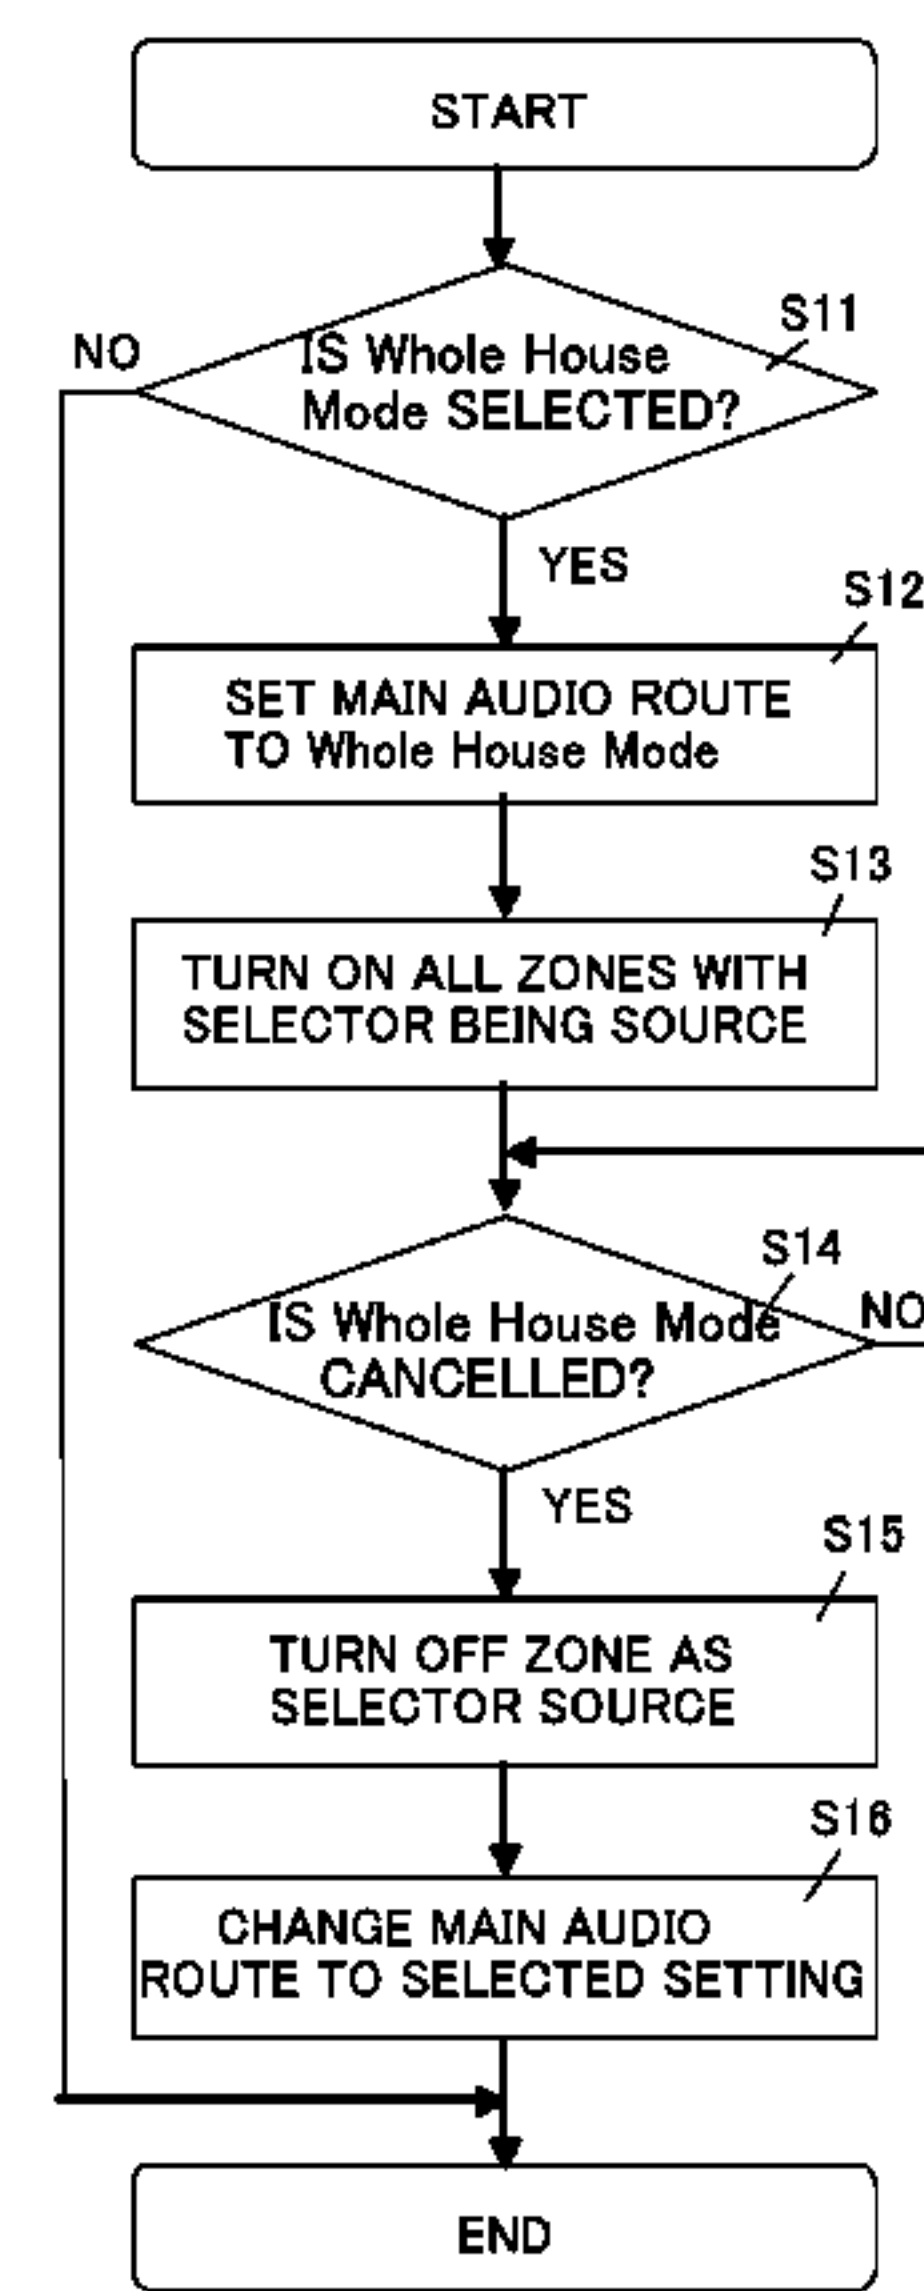 START
S11
NO
IS Whole House
Mode SELECTED?
YES
S12
SET MAIN AUDIO ROUTE
TO Whole House Mode
S13
TURN ON ALL ZONES WITH
SELECTOR BEING SOURCE
S14
NO
IS Whole House Mode
CANCELLED?
YES
S15
TURN OFF ZONE AS
SELECTOR SOURCE
S16
CHANGE MAIN AUDIO
ROUTE TO SELECTED SETTING
END